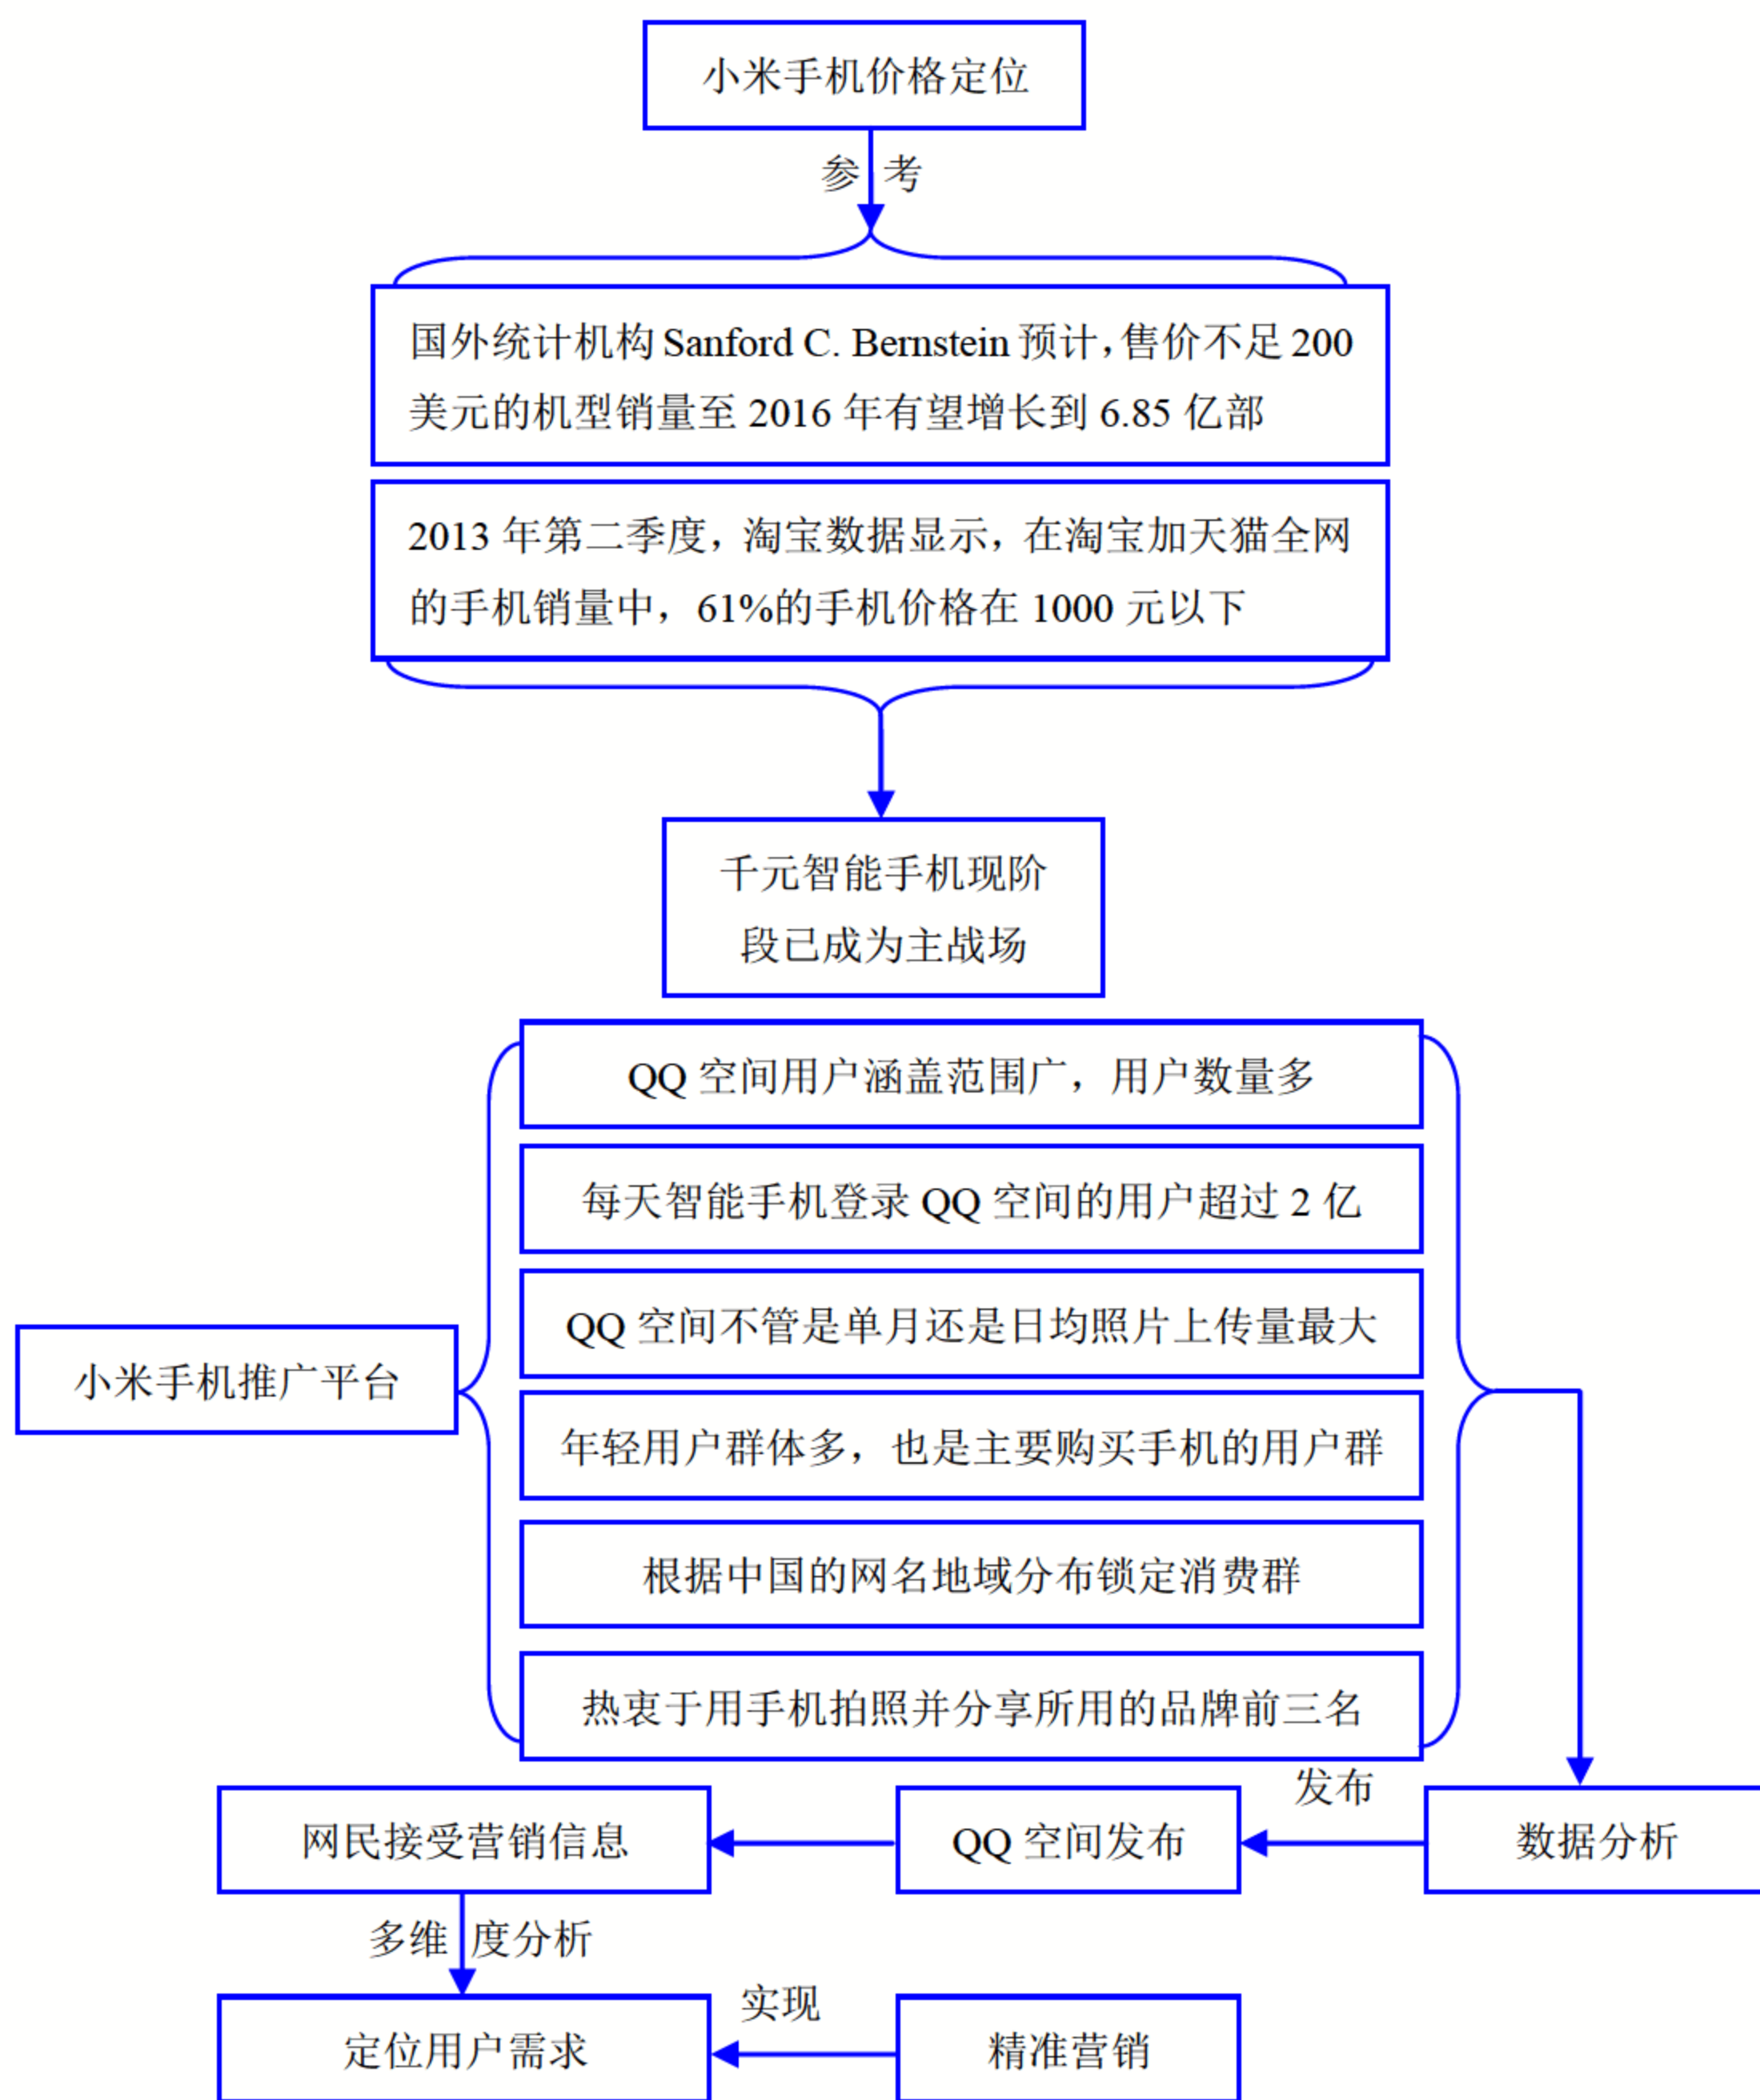 小米手机价格定位
参考
国外统计机构 Sanford C. Bernstein 预计，售价不足 200
美元的机型销量至 2016 年有望增长到 6.85 亿部
2013 年第二季度，淘宝数据显示，在淘宝加天猫全网
的手机销量中，61%的手机价格在 1000 元以下
千元智能手机现阶
段已成为主战场
QQ 空间用户涵盖范围广，用户数量多
每天智能手机登录 QQ 空间的用户超过 2 亿
QQ 空间不管是单月还是日均照片上传量最大
小米手机推广平台
年轻用户群体多，也是主要购买手机的用户群
根据中国的网名地域分布锁定消费群
热衷于用手机拍照并分享所用的品牌前三名
发布
网民接受营销信息
QQ 空间发布
数据分析
多维度分析
实现
定位用户需求
精准营销